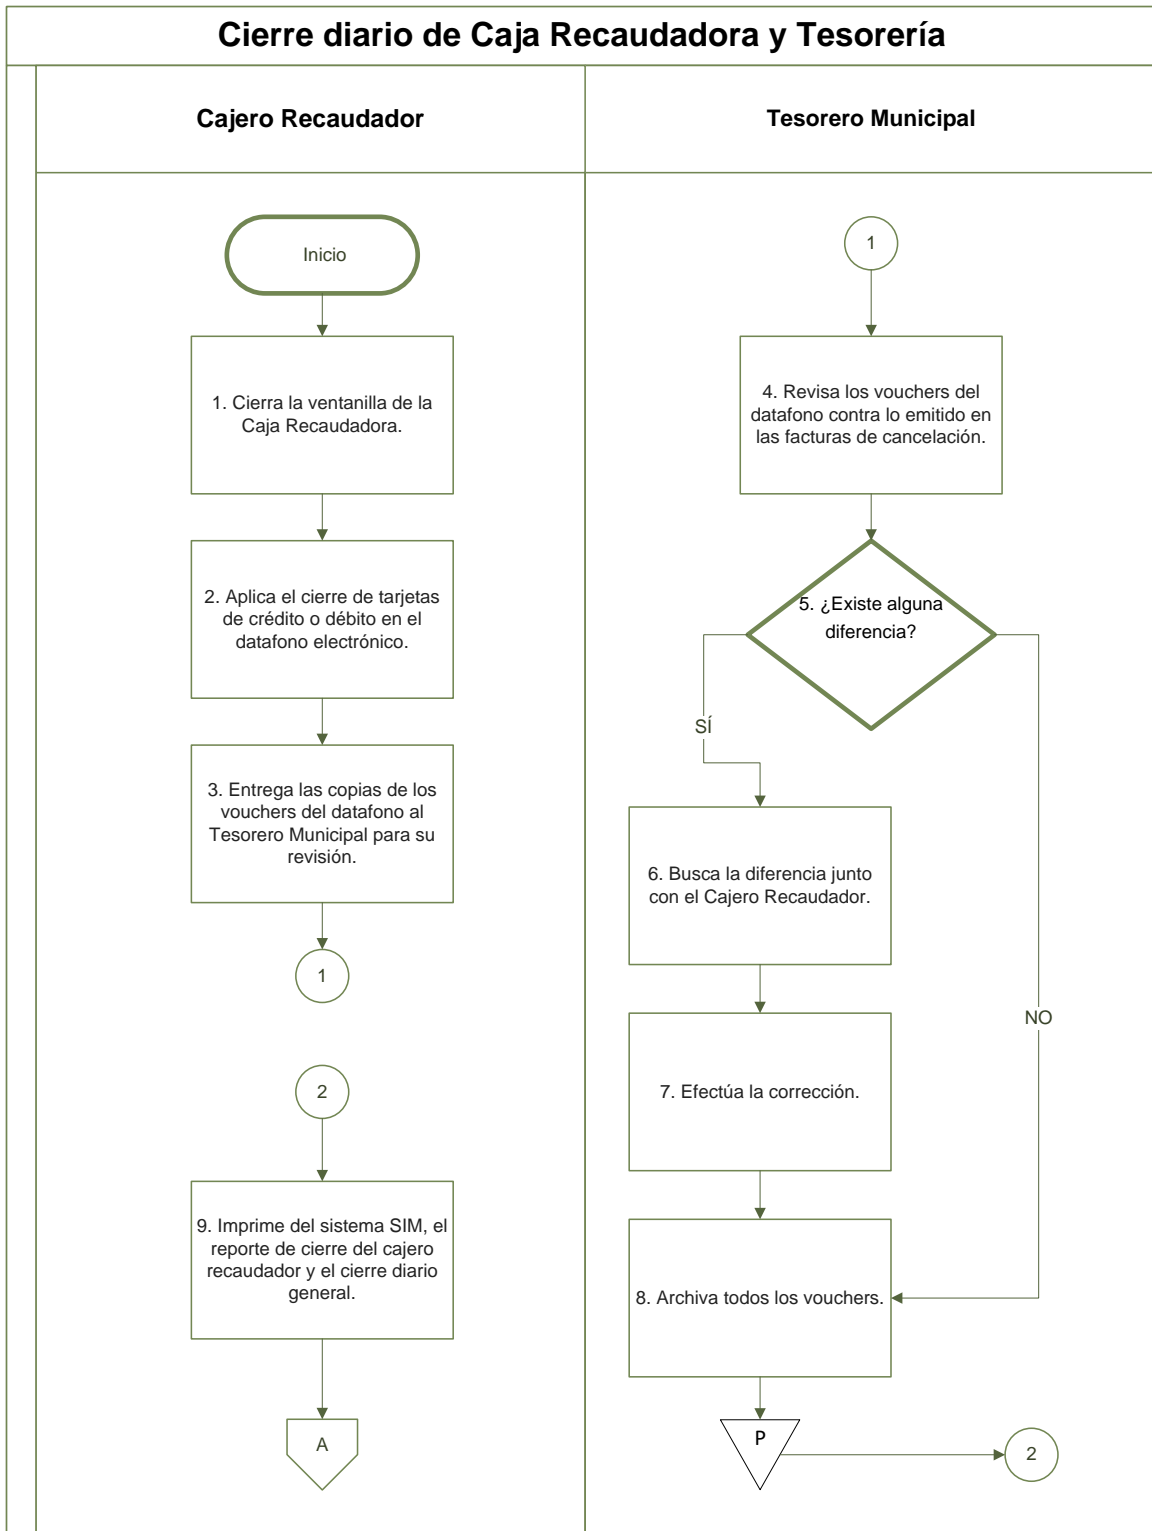 Cierre diario de Caja Recaudadora y Tesorería
Cajero Recaudador
Tesorero Municipal
Inicio
1. Cierra la ventanilla de la
Caja Recaudadora.
2. Aplica el cierre de tarjetas
de crédito o débito en el
datafono electrónico.
3. Entrega las copias de los
vouchers del datafono al
Tesorero Municipal para su
revisión.
1
2
9. Imprime del sistema SIM, el
reporte de cierre del cajero
recaudador y el cierre diario
general.
A
1
4. Revisa los vouchers del
datafono contra lo emitido en
las facturas de cancelación.
5. ¿Existe alguna
diferencia?
SÍ
NO
6. Busca la diferencia junto
con el Cajero Recaudador.
7. Efectúa la corrección.
8. Archiva todos los vouchers.
P
2